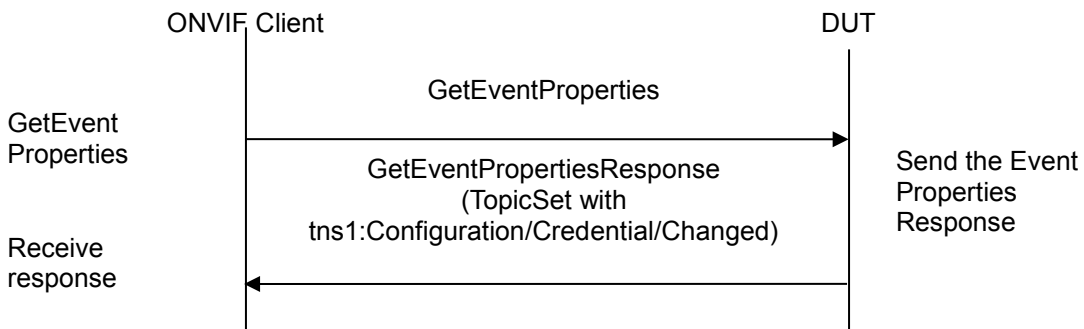 ONVIF Client
DUT
GetEventProperties
GetEvent
Properties
GetEventPropertiesResponse
(TopicSet with
tns1:Configuration/Credential/Changed)
Send the Event
Properties
Response
Receive
response